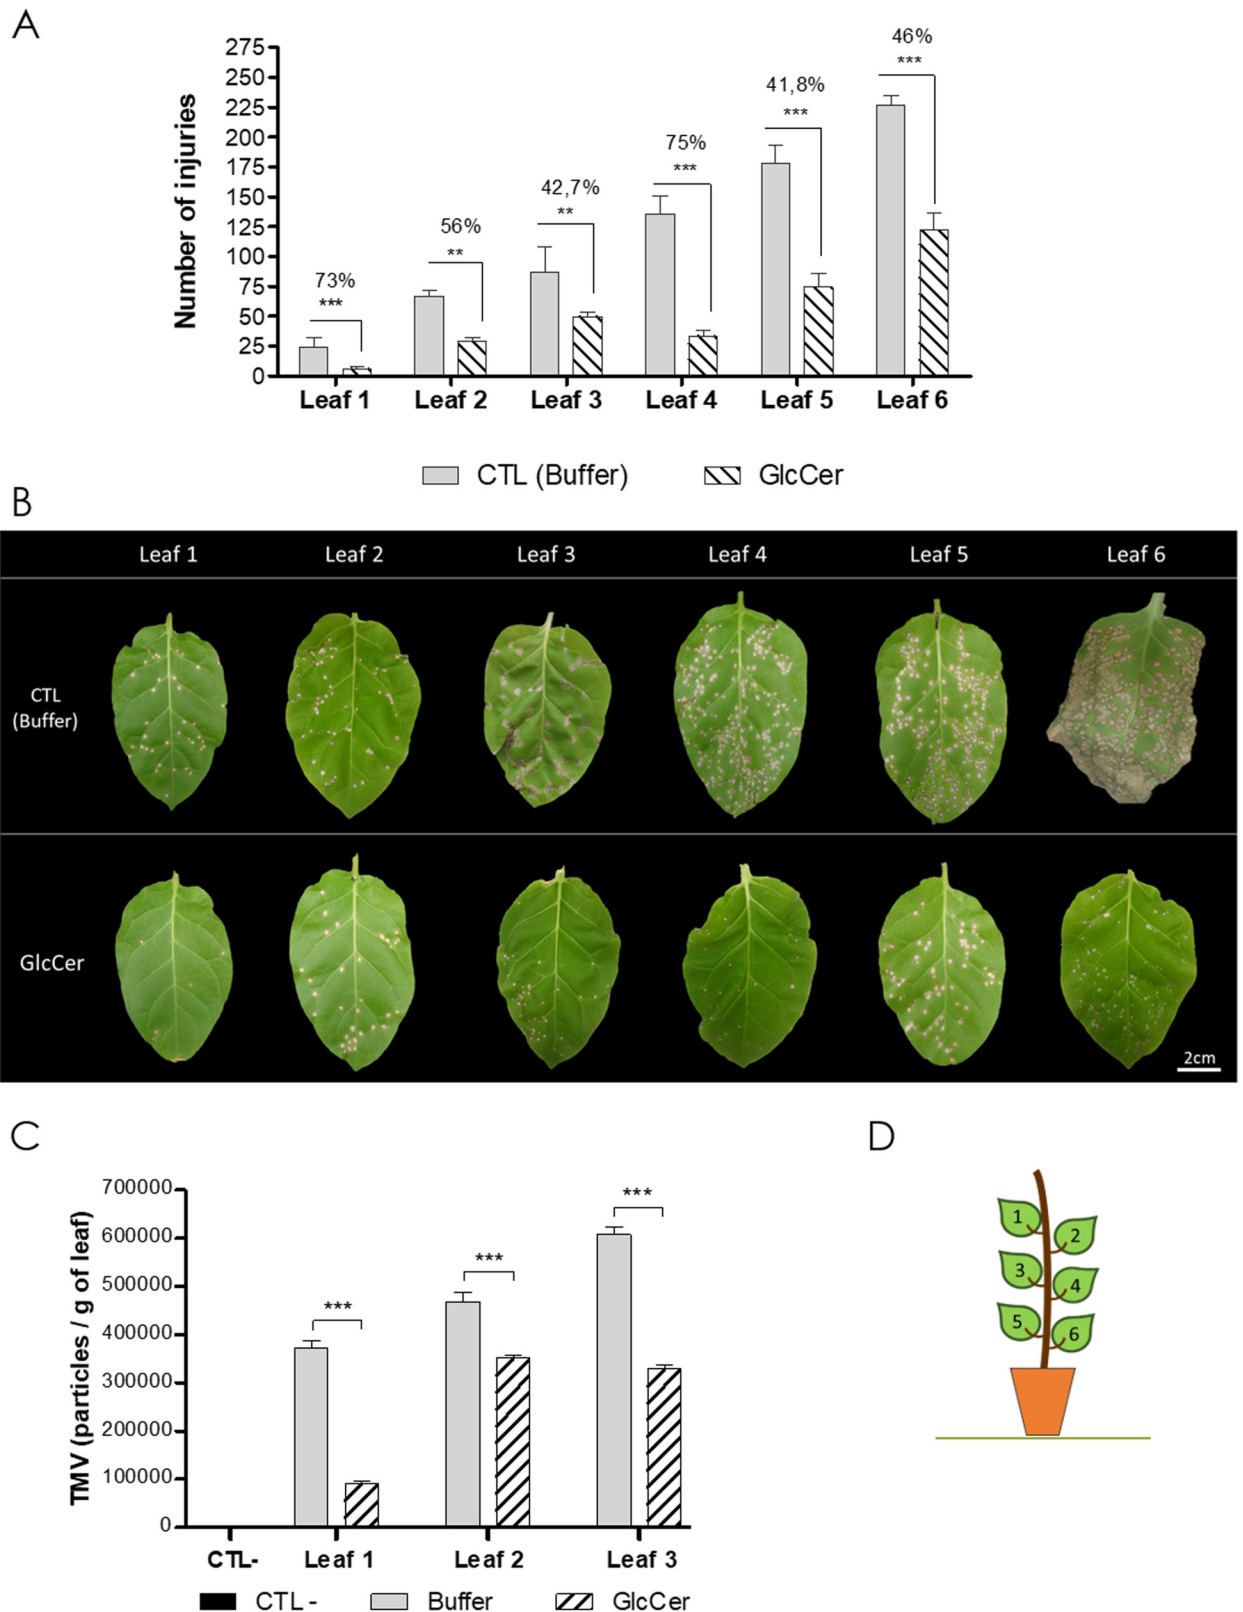 A
Number of injuries
275
250
225
200
175
150
125
100
75
50
25
0
73%
***
56%
**
42,7%
**
75%
***
41,8%
***
46%
***
Leaf 1 Leaf 2 Leaf 3 Leaf 4 Leaf 5 Leaf 6
CTL (Buffer) GlcCer
B
Leaf 1 Leaf 2 Leaf 3 Leaf 4 Leaf 5 Leaf 6
CTL
(Buffer)
GlcCer
2cm
C
TMV (particles / g of leaf)
700000
600000
500000
400000
300000
200000
100000
0
***
***
***
CTL- Leaf 1 Leaf 2 Leaf 3
CTL - Buffer GlcCer
D
1
2
3
4
5
6